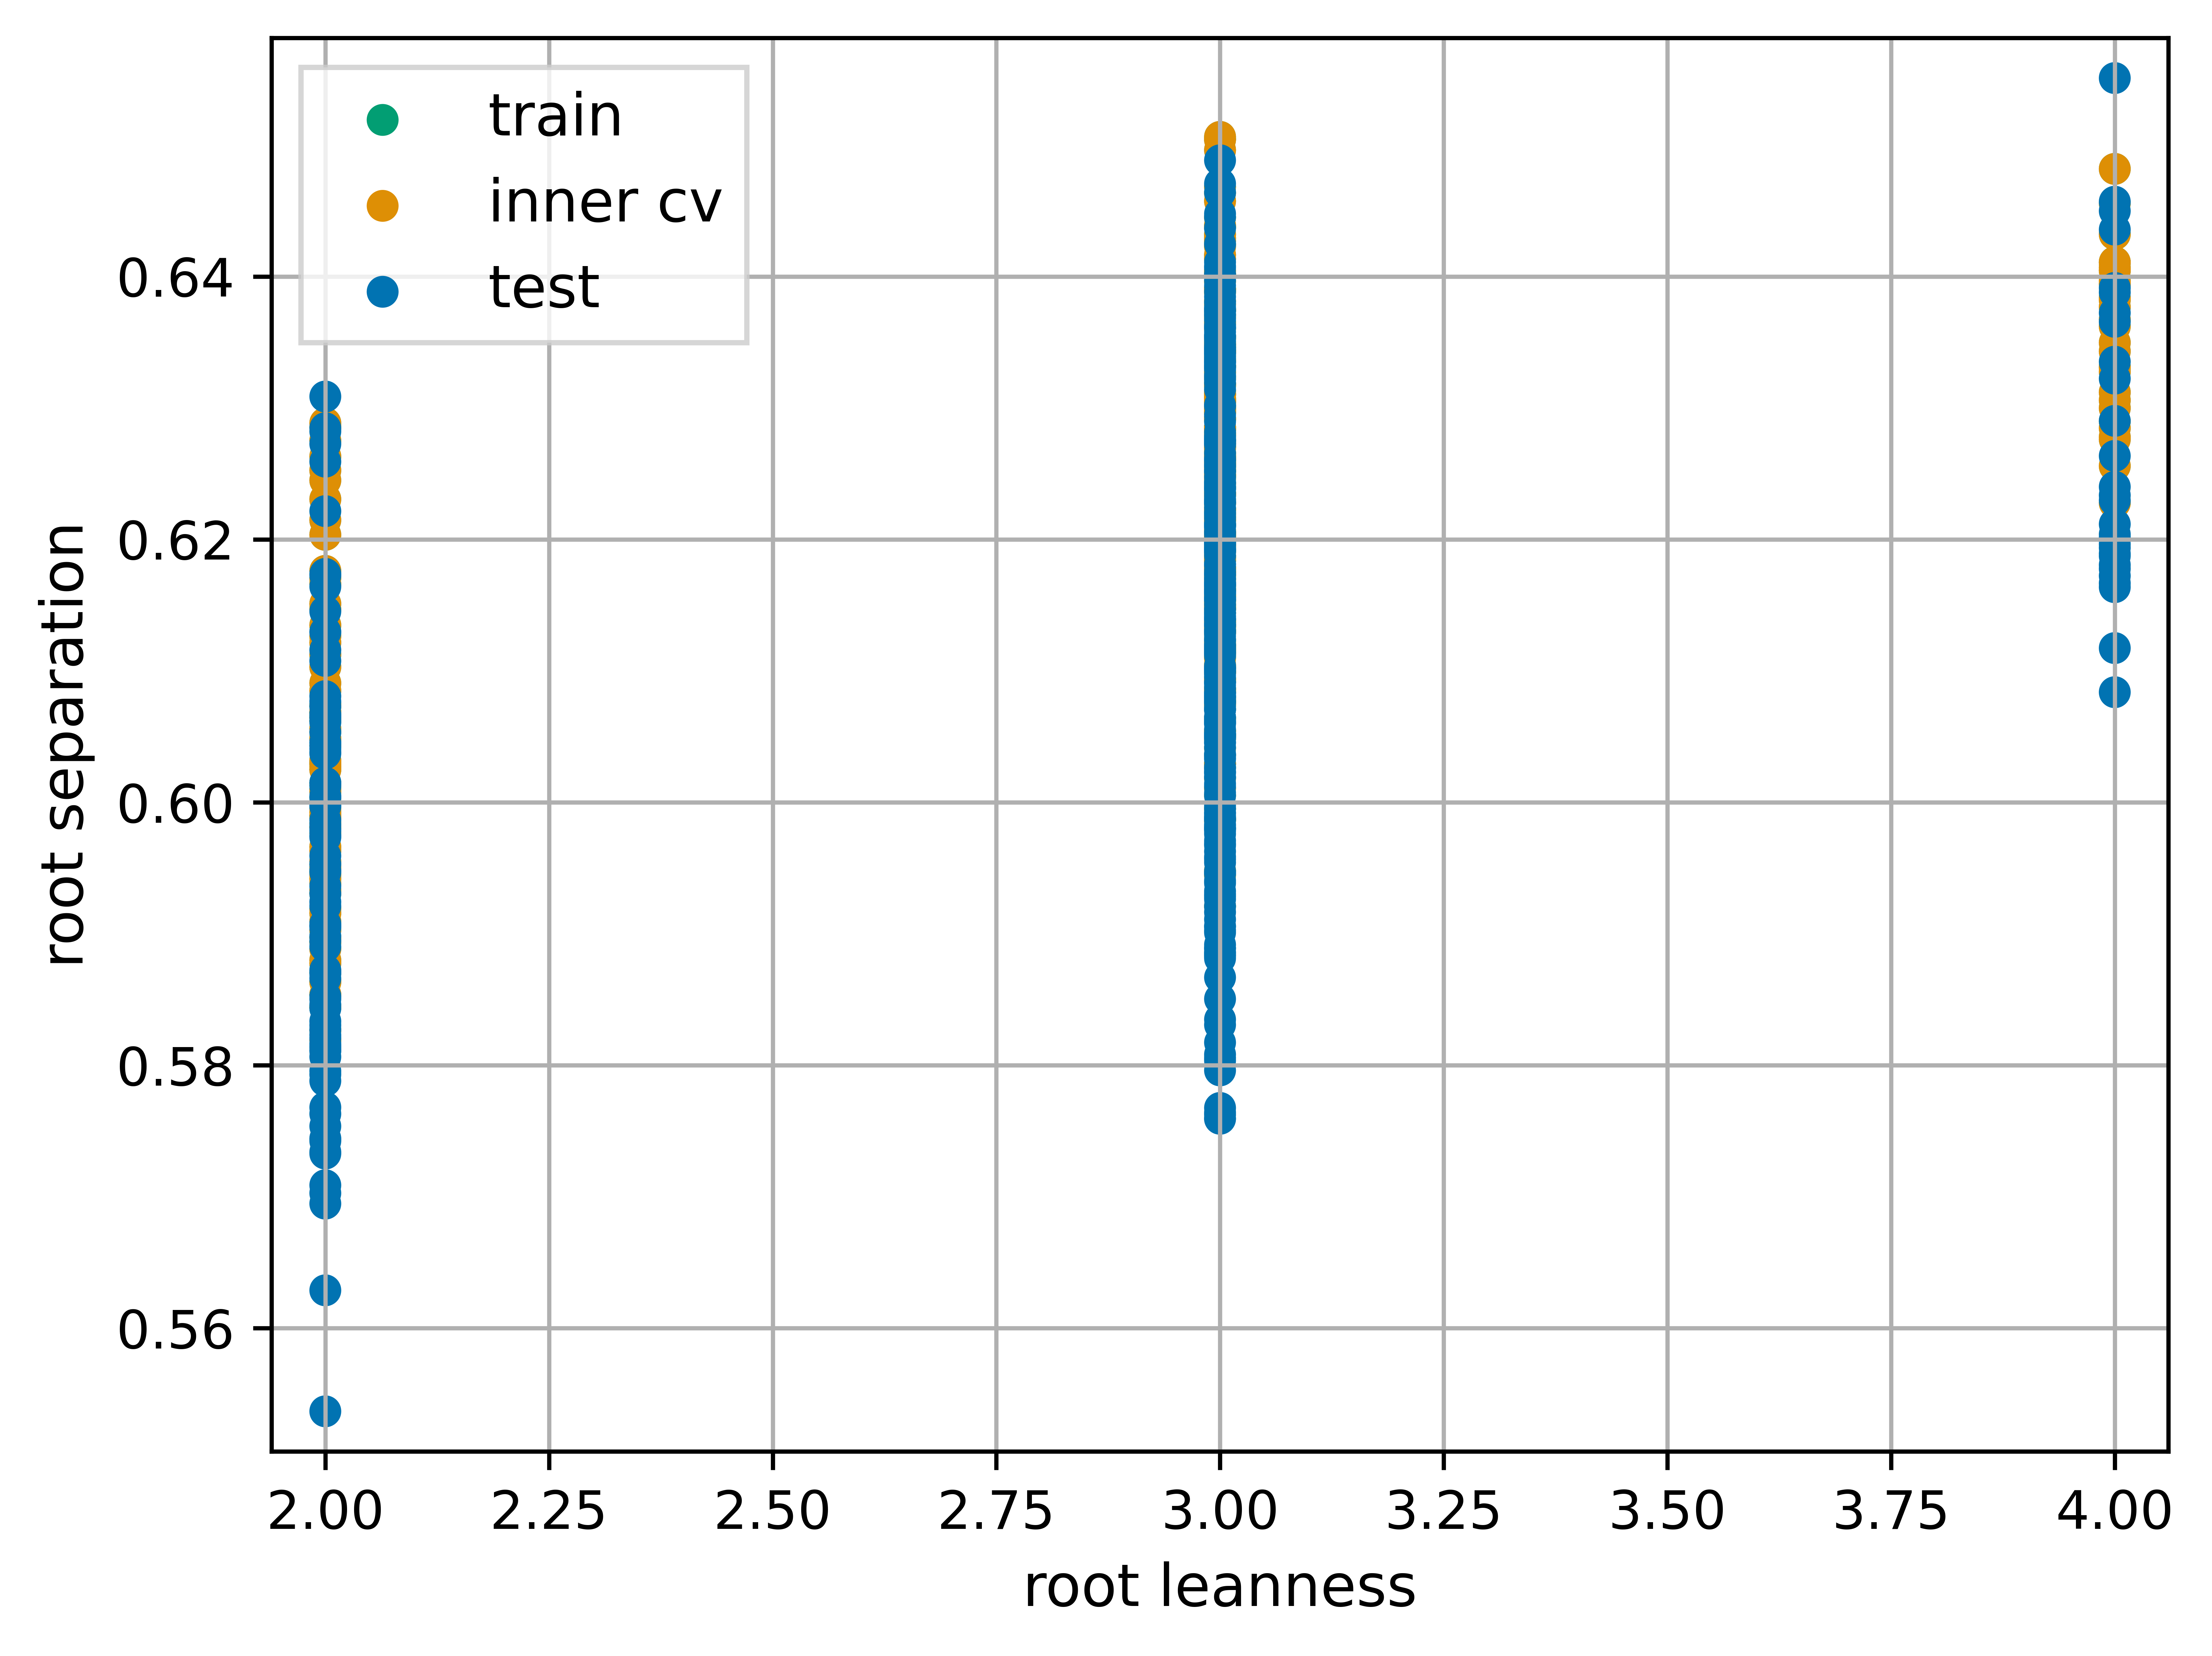 train
inner cv
test
0.64
0.62
0.60
0.58
0.56
root separation
2.00 2.25 2.50 2.75 3.00 3.25 3.50 3.75 4.00
root leanness